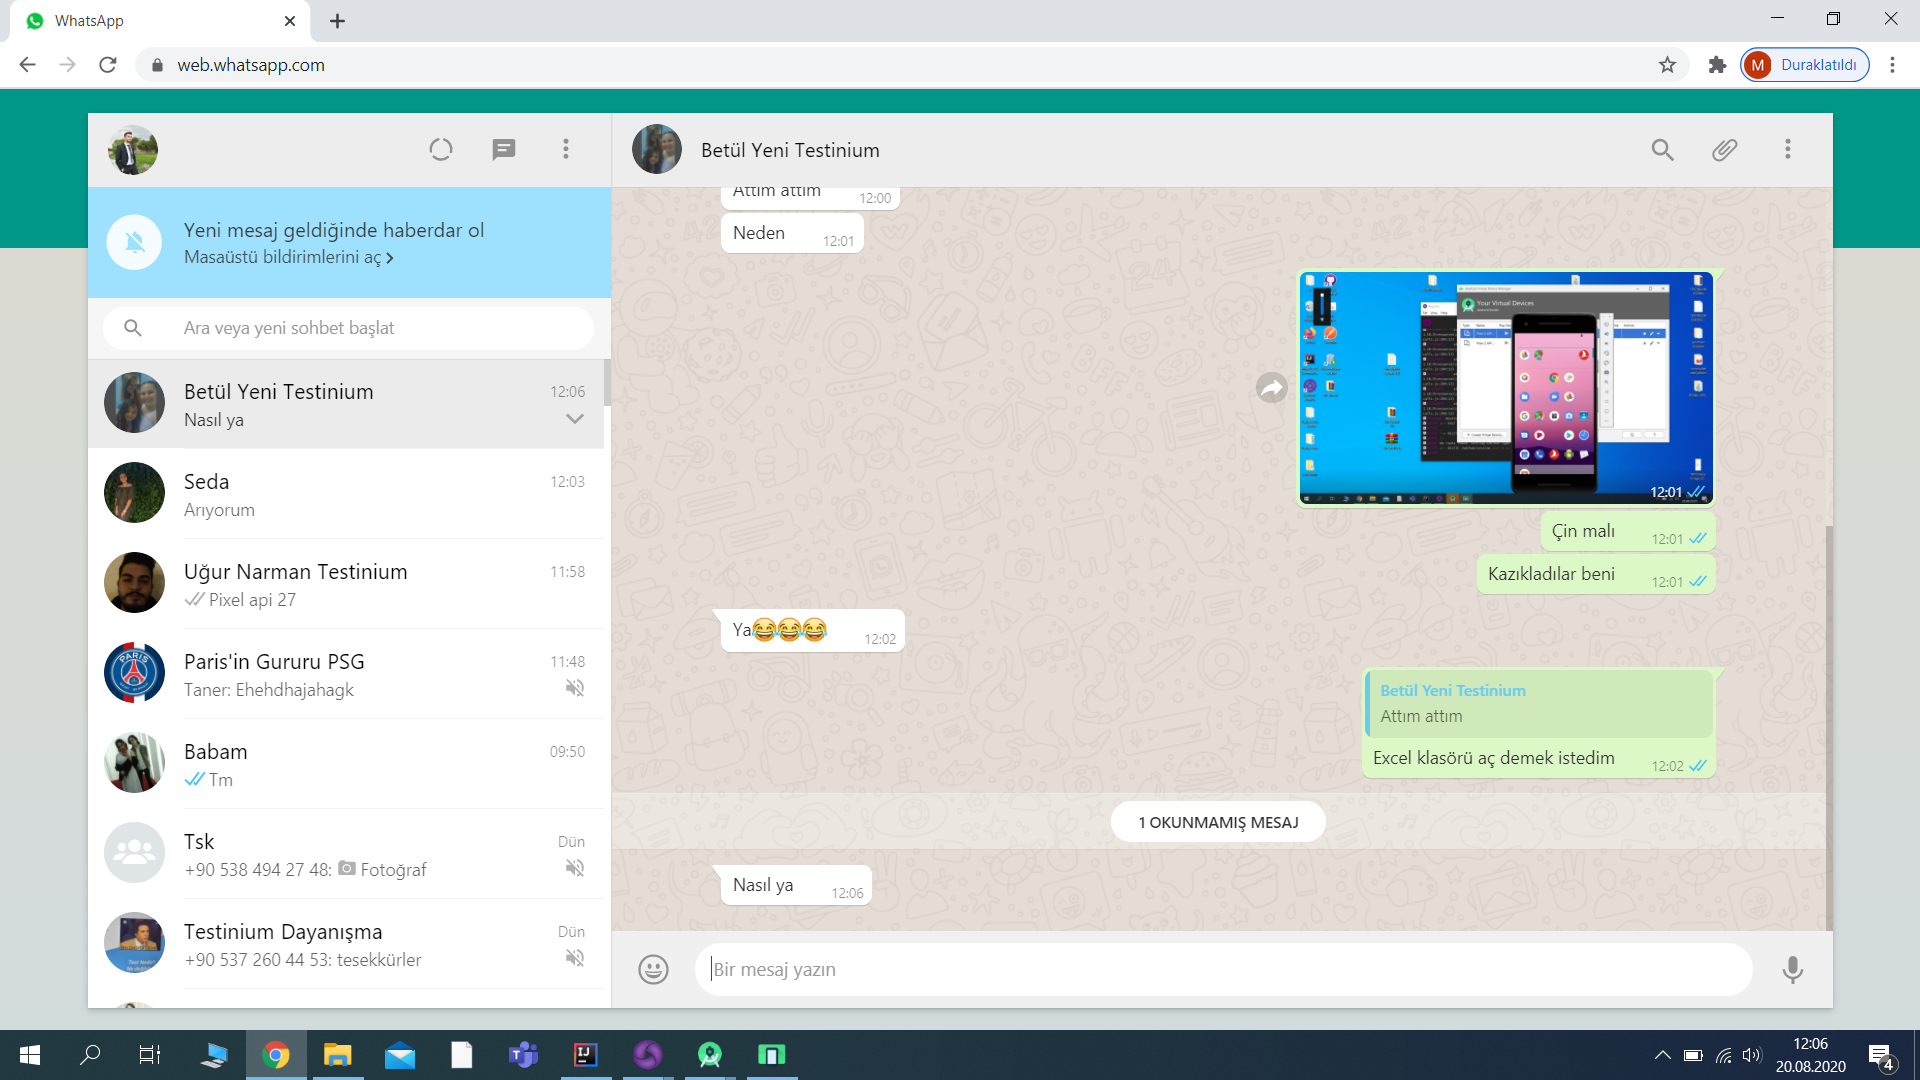 WhatsApp
web.whatsapp.com
M Duraklatıldı
Yeni mesaj geldiğinde haberdar ol
Masaüstü bildirimlerini aç
Ara veya yeni sohbet başlat
Betül Yeni Testinium 12:06
Nasıl ya
Seda 12:03
Arıyorum
Uğur Narman Testinium 11:58
Pixel api 27
Paris'in Gururu PSG 11:48
Taner: Ehehdhajahagk
PARIS
Babam 09:50
Tm
Tsk Dün
+90 538 494 27 48: Fotoğraf
Testinium Dayanışma Dün
+90 537 260 44 53: tesekkürler
Betül Yeni Testinium
Attım attım 12:00
Neden 12:01
Your Virtual Devices
12:01
Çin malı 12:01
Kazıkladılar beni 12:01
Ya😂😂😂 12:02
Betül Yeni Testinium
Attım attım
Excel klasörü aç demek istedim 12:02
1 OKUNMAMIŞ MESAJ
Nasıl ya 12:06
Bir mesaj yazın
12:06
20.08.2020
4